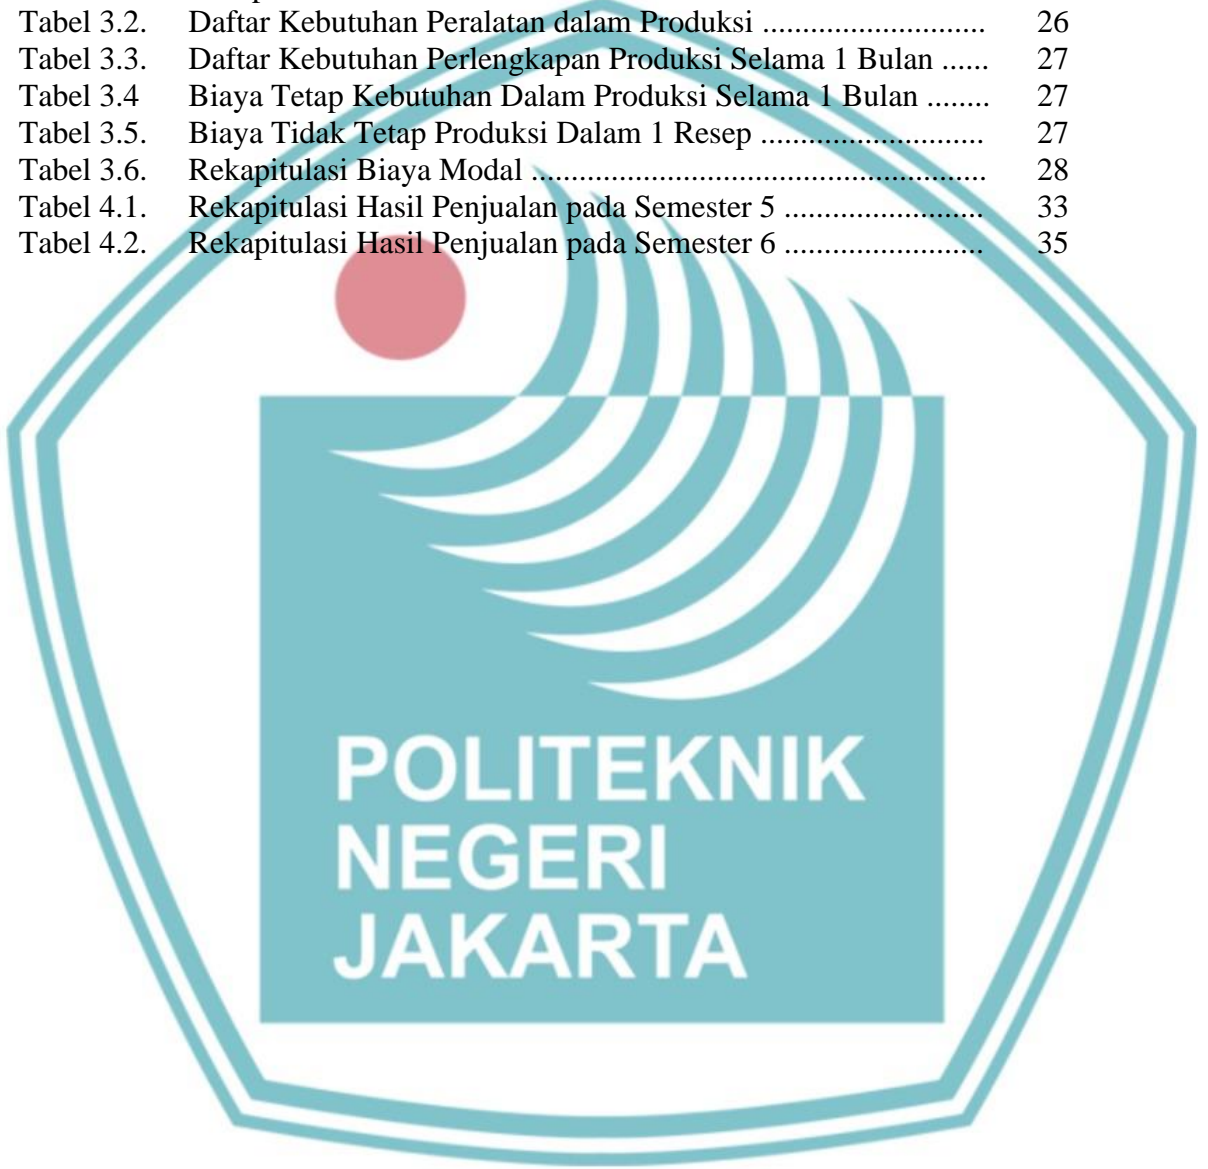 Tabel 3.2. Daftar Kebutuhan Peralatan dalam Produksi ............................ 26
Tabel 3.3. Daftar Kebutuhan Perlengkapan Produksi Selama 1 Bulan ...... 27
Tabel 3.4 Biaya Tetap Kebutuhan Dalam Produksi Selama 1 Bulan ........ 27
Tabel 3.5. Biaya Tidak Tetap Produksi Dalam 1 Resep ............................ 27
Tabel 3.6. Rekapitulasi Biaya Modal ......................................................... 28
Tabel 4.1. Rekapitulasi Hasil Penjualan pada Semester 5 ......................... 33
Tabel 4.2. Rekapitulasi Hasil Penjualan pada Semester 6 ......................... 35
POLITEKNIK
NEGERI
JAKARTA